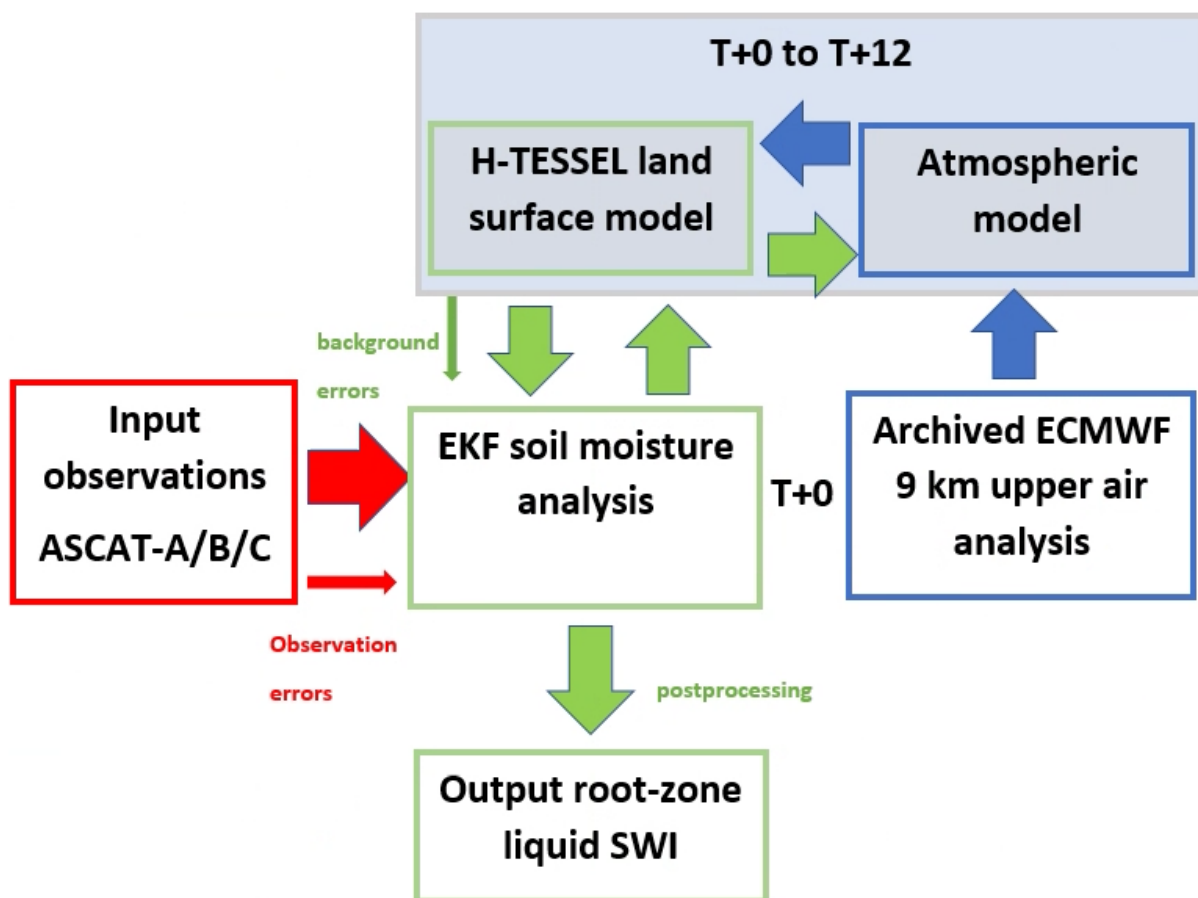 T+0 to T+12
H-TESSEL land
surface model
Atmospheric
model
background
errors
Input
observations
ASCAT-A/B/C
EKF soil moisture
analysis
T+0
Archived ECMWF
9 km upper air
analysis
Observation
errors
postprocessing
Output root-zone
liquid SWI